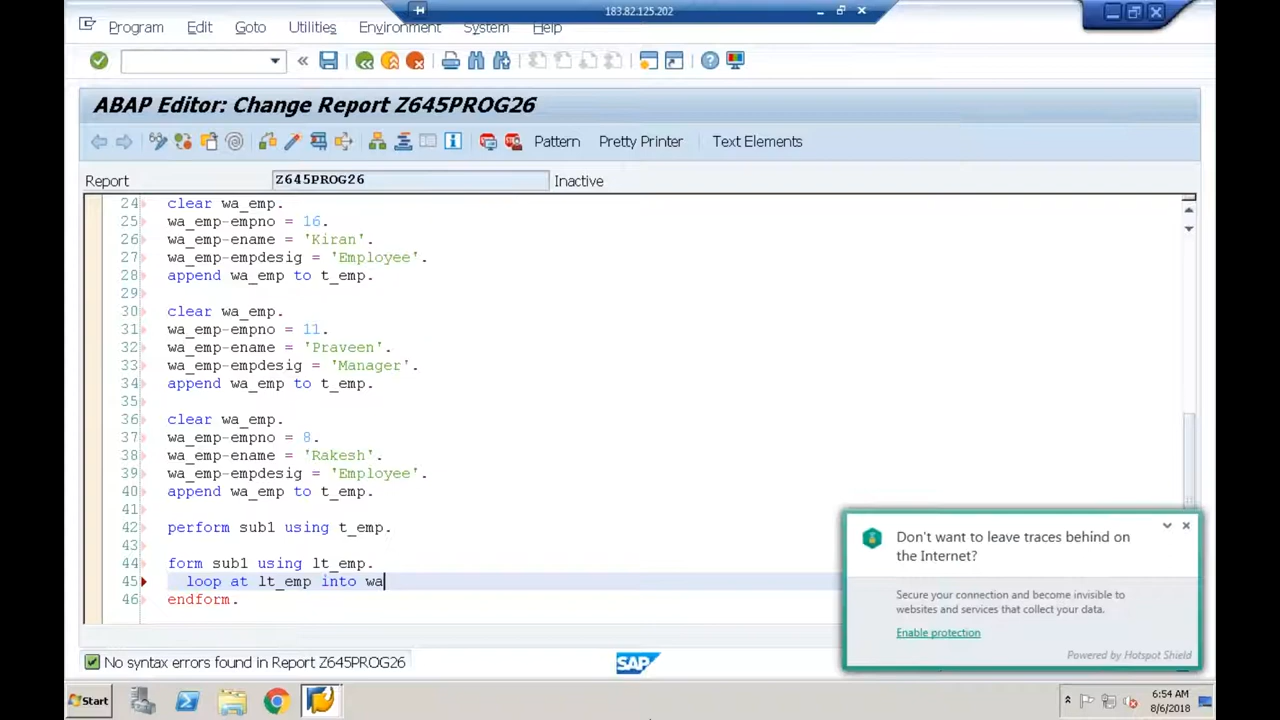 183.82.125.202
Program Edit Goto Utilities Environment System Help
ABAP Editor: Change Report Z645PROG26
Pattern Pretty Printer Text Elements
Report Z645PROG26 Inactive
24 clear wa_emp.
25 wa_emp-empno = 16.
26 wa_emp-ename = 'Kiran'.
27 wa_emp-empdesig = 'Employee'.
28 append wa_emp to t_emp.
29
30 clear wa_emp.
31 wa_emp-empno = 11.
32 wa_emp-ename = 'Praveen'.
33 wa_emp-empdesig = 'Manager'.
34 append wa_emp to t_emp.
35
36 clear wa_emp.
37 wa_emp-empno = 8.
38 wa_emp-ename = 'Rakesh'.
39 wa_emp-empdesig = 'Employee'.
40 append wa_emp to t_emp.
41
42 perform sub1 using t_emp.
43
44 form sub1 using lt_emp.
45 loop at lt_emp into wa
46 endform.
Don't want to leave traces behind on
the Internet?
Secure your connection and become invisible to
websites and services that collect your data.
Enable protection
Powered by Hotspot Shield
No syntax errors found in Report Z645PROG26
SAP
Start
6:54 AM
8/6/2018